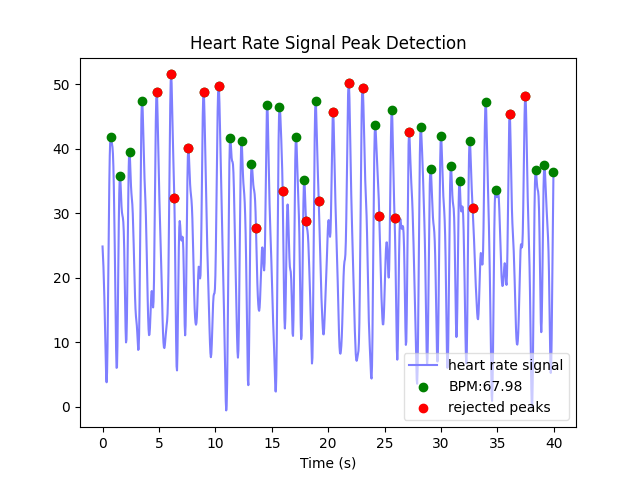 Heart Rate Signal Peak Detection
50
40
30
20
10
0
0 5 10 15 20 25 30 35 40
Time (s)
heart rate signal
BPM:67.98
rejected peaks